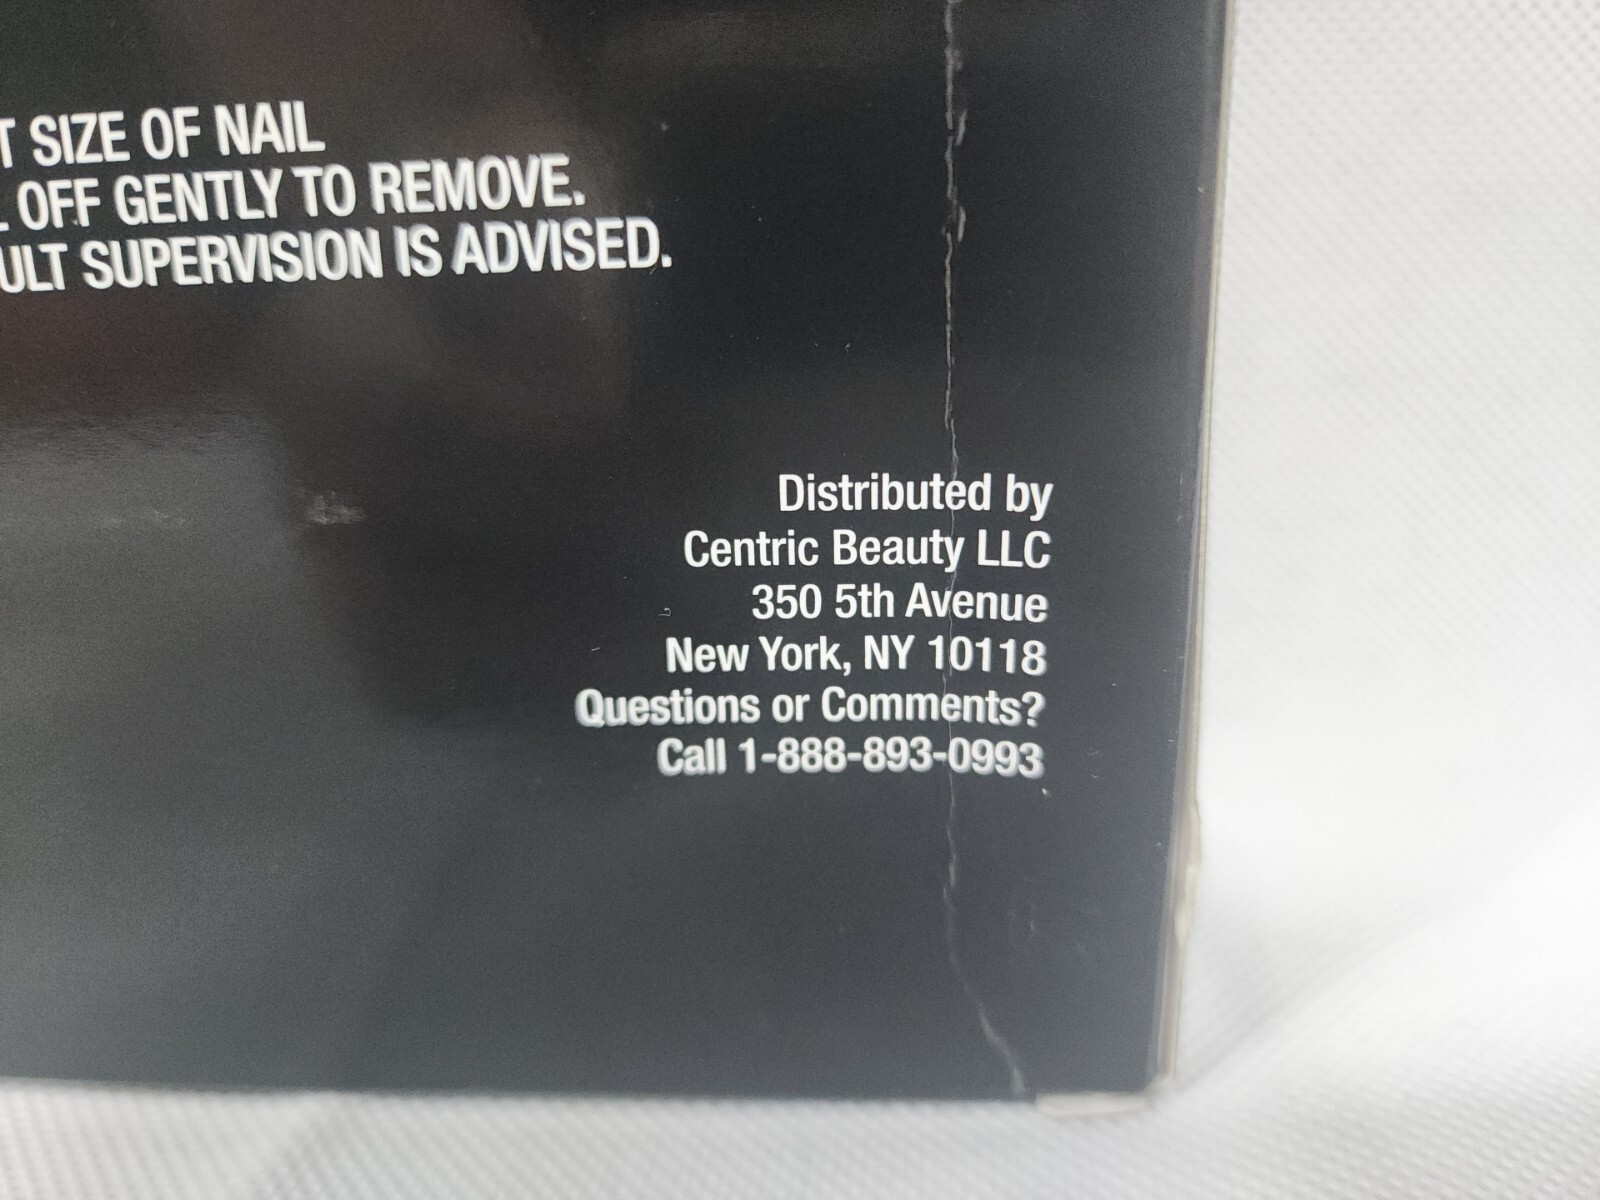 SIZE OF NAIL
OFF GENTLY TO REMOVE.
SUPERVISION IS ADVISED.
Distributed by
Centric Beauty LLC
350 5th Avenue
New York, NY 10118
Questions or Comments?
Call 1-888-893-0993